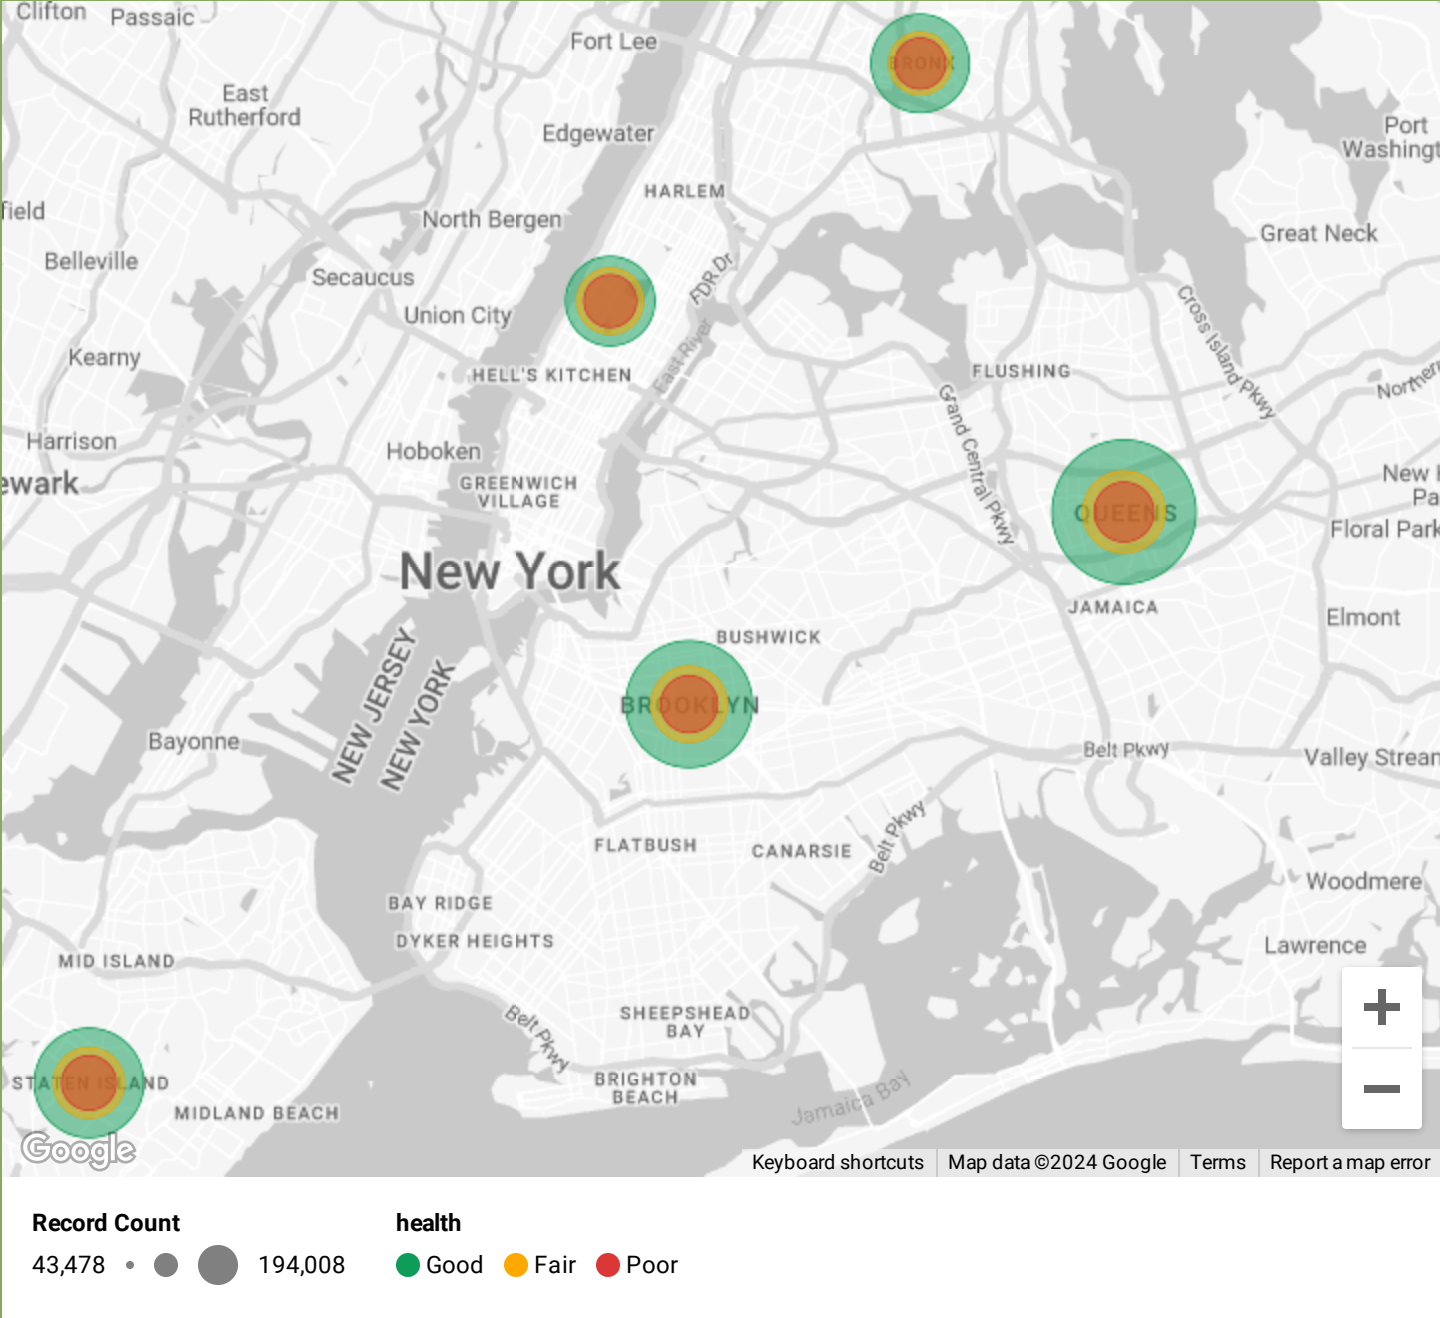 Clifton
Passaic
Fort Lee
BRONX
East
Rutherford
Edgewater
Port
Washingt
HARLEM
field
North Bergen
Great Neck
Belleville
Secaucus
FDR Dr
Union City
Cross Island Pkwy
East River
Kearny
HELL'S KITCHEN
FLUSHING
Northern
Harrison
Hoboken
Grand Central Pkwy
ewark
GREENWICH
VILLAGE
New H
Pa
QUEENS
Floral Park
New York
JAMAICA
Elmont
BUSHWICK
NEW JERSEY
NEW YORK
BROOKLYN
Bayonne
Belt Pkwy
Valley Stream
FLATBUSH
CANARSIE
Belt Pkwy
Woodmere
BAY RIDGE
DYKER HEIGHTS
Lawrence
MID ISLAND
SHEEPSHEAD
BAY
Belt Pkwy
STATEN ISLAND
MIDLAND BEACH
BRIGHTON
BEACH
Jamaica Bay
Google
Keyboard shortcuts
Map data ©2024 Google
Terms
Report a map error
Record Count
43,478
194,008
health
Good
Fair
Poor